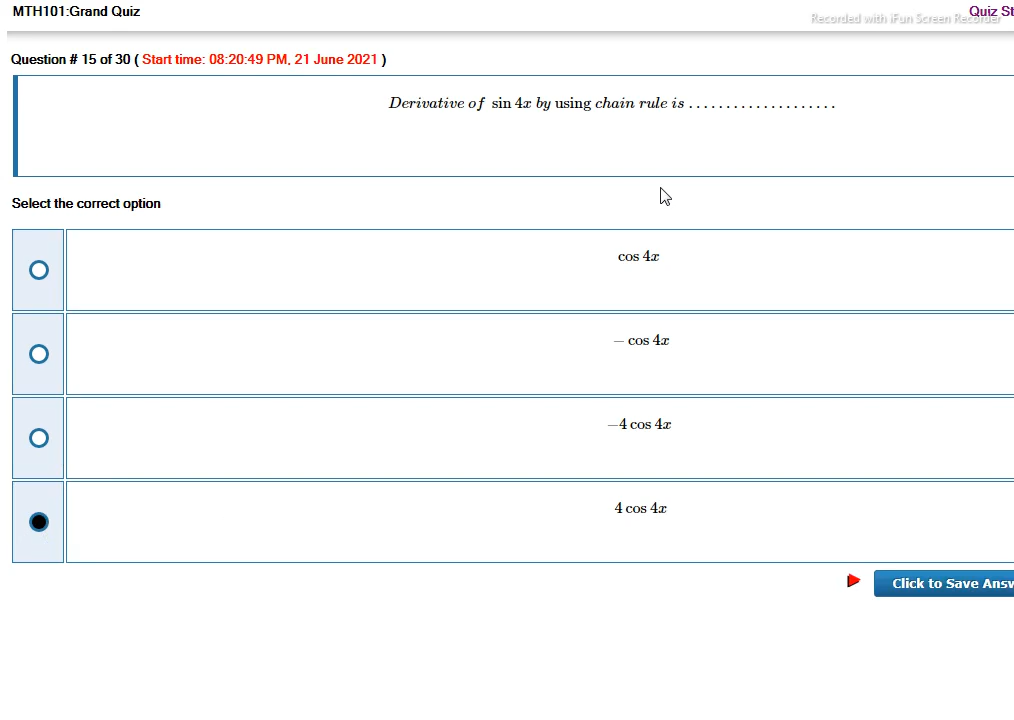 MTH101:Grand Quiz
Quiz St
Recorded with iFun Screen Recorder
Question # 15 of 30 ( Start time: 08:20:49 PM, 21 June 2021 )
Derivative of sin 4x by using chain rule is ....................
Select the correct option
cos 4x
− cos 4x
−4 cos 4x
4 cos 4x
Click to Save Answ